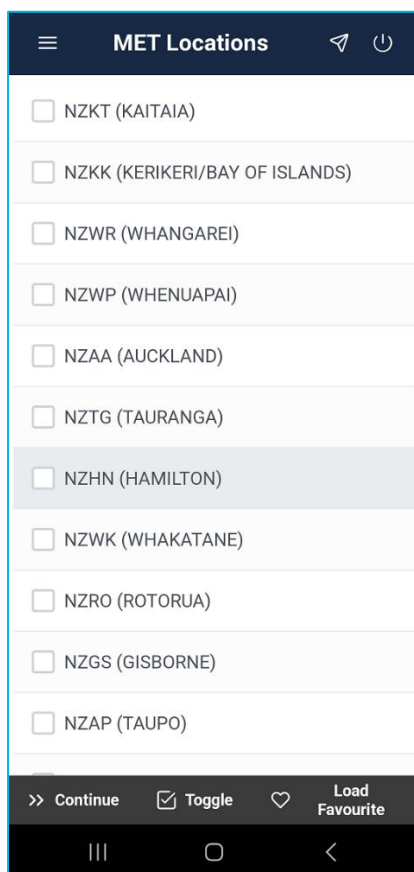 MET Locations
NZKT (KAITAIA)
NZKK (KERIKERI/BAY OF ISLANDS)
NZWR (WHANGAREI)
NZWP (WHENUAPAI)
NZAA (AUCKLAND)
NZTG (TAURANGA)
NZHN (HAMILTON)
NZWK (WHAKATANE)
NZRO (ROTORUA)
NZGS (GISBORNE)
NZAP (TAUPO)
Continue Toggle Load
Favourite